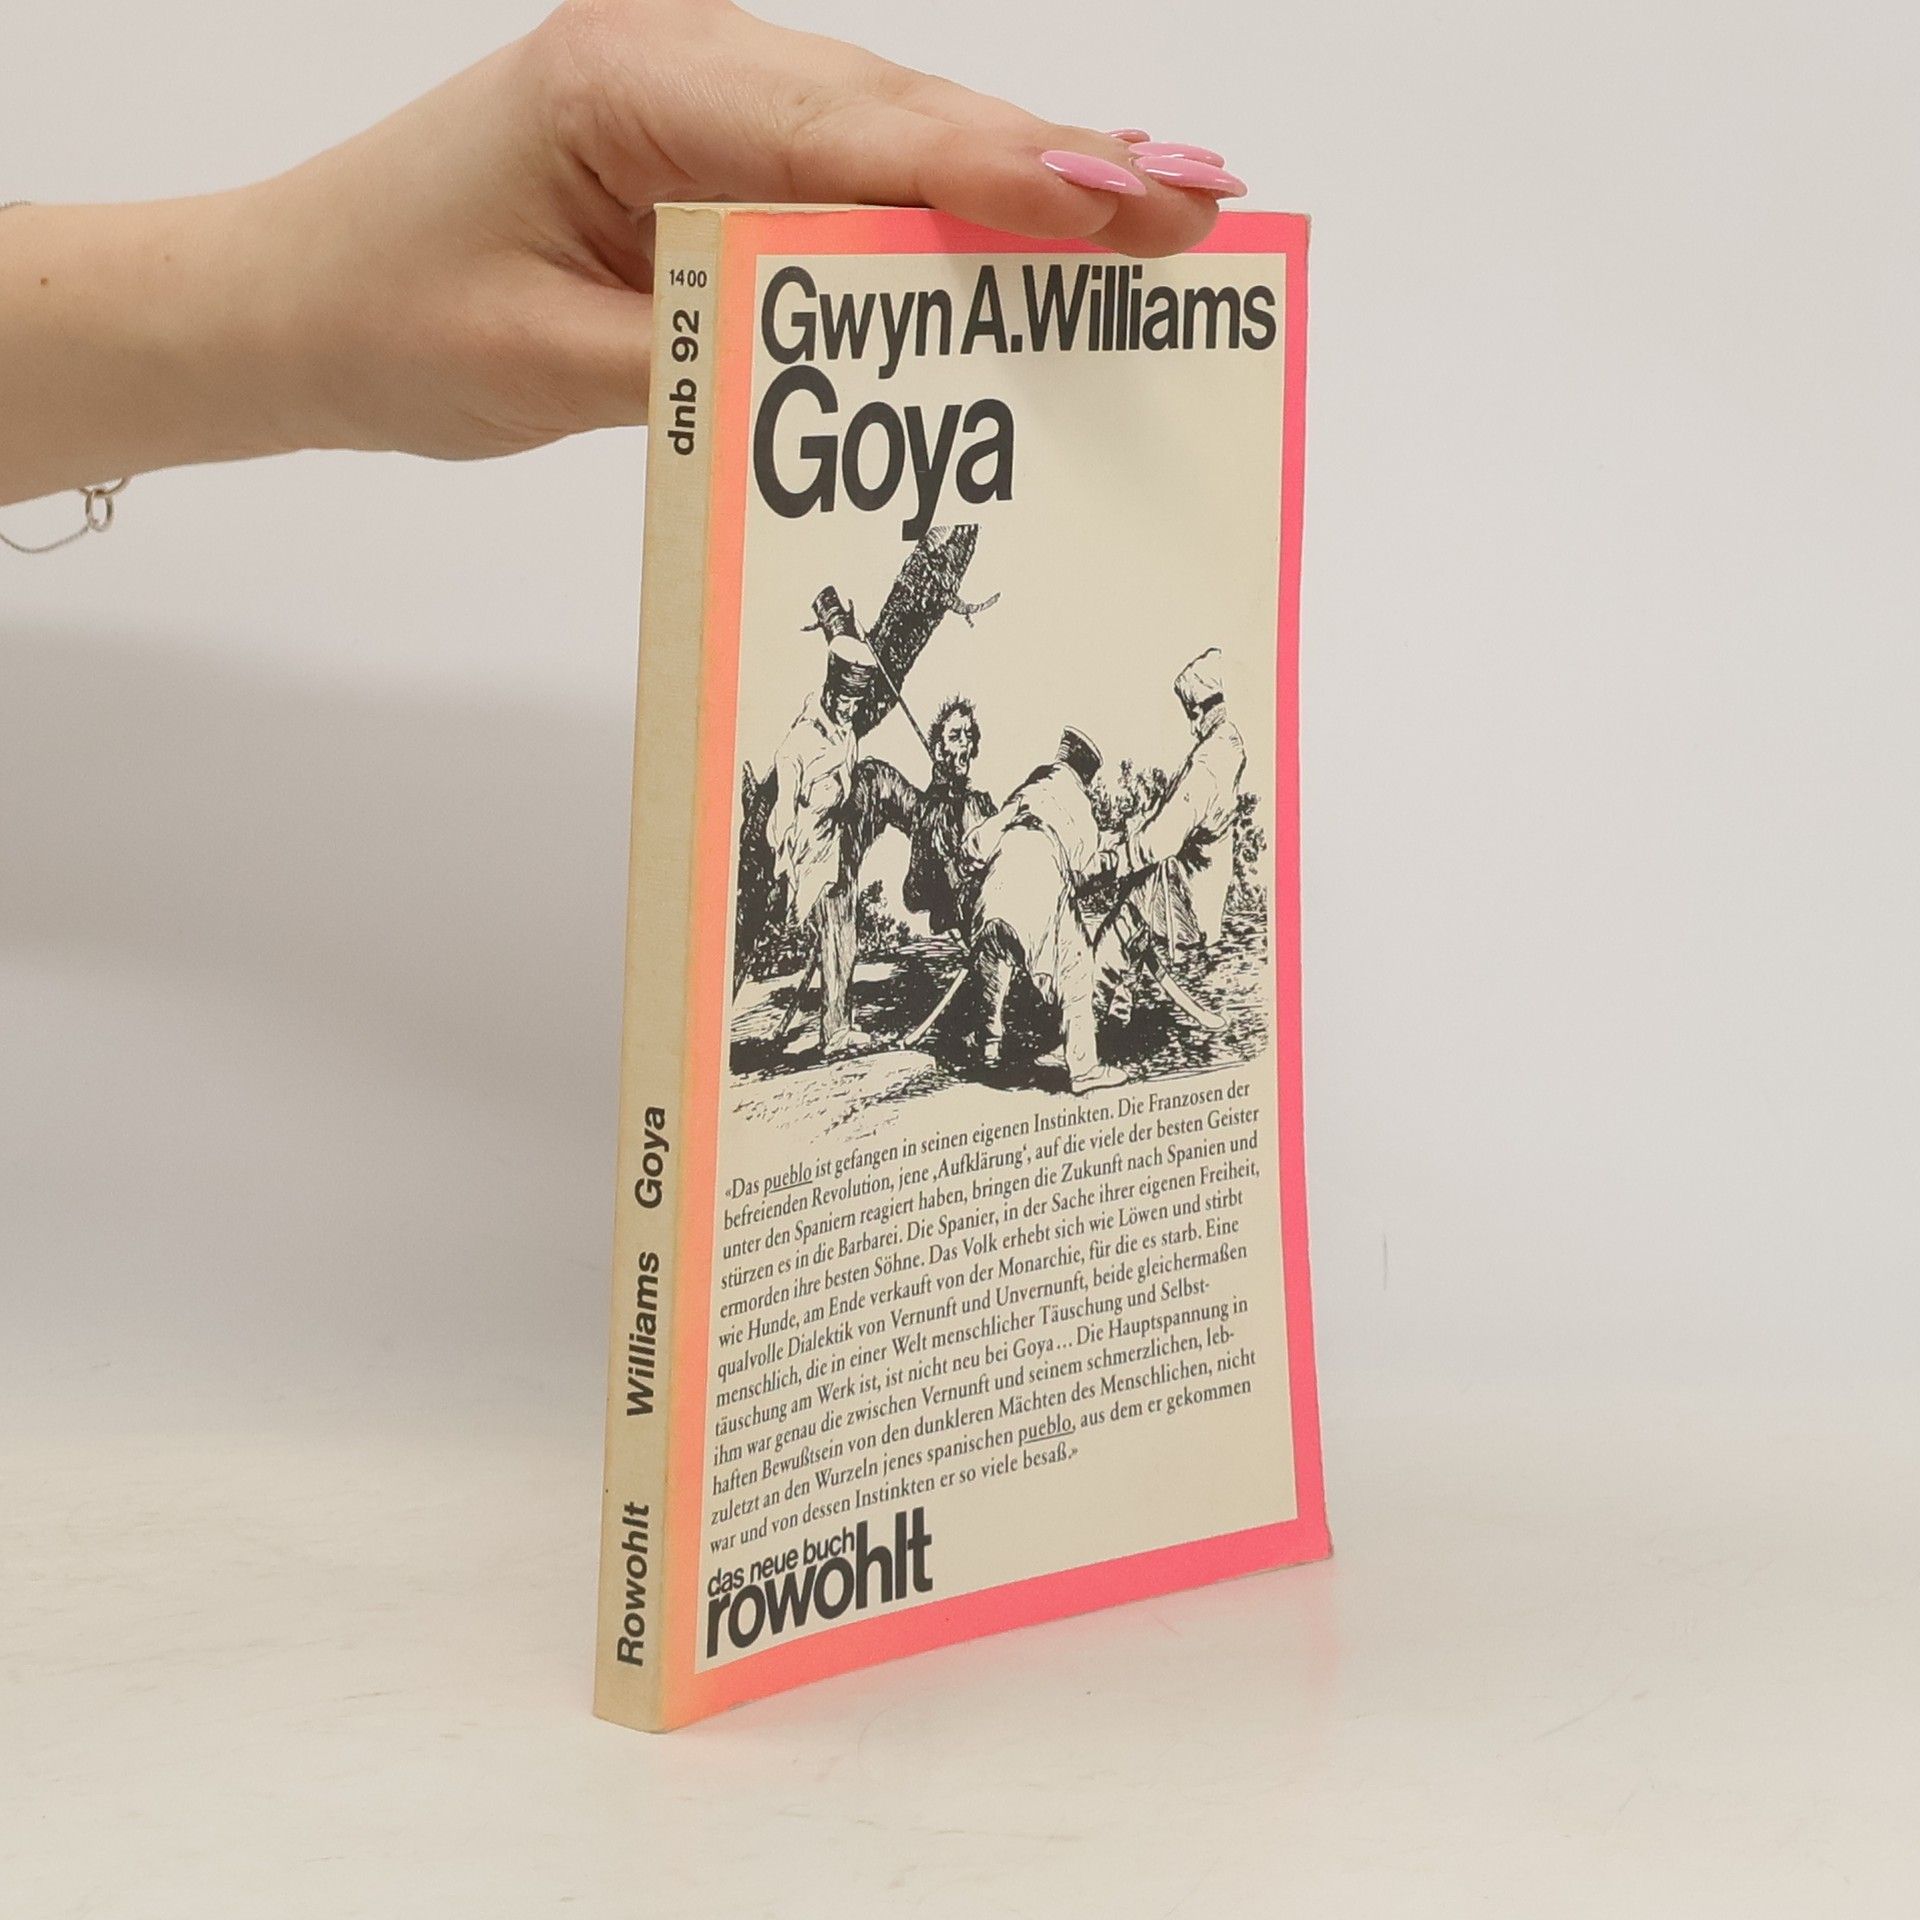 1400
dnb 92
Williams Goya
Rowohlt
Gwyn A. Williams
Goya
«Das pueblo ist gefangen in seinen eigenen Instinkten. Die Franzosen der
befreienden Revolution, jene ‚Aufklärung‘, auf die viele der besten Geister
unter den Spaniern reagiert haben, bringen die Zukunft nach Spanien und
stürzen es in die Barbarei. Die Spanier, in der Sache ihrer eigenen Freiheit,
ermorden ihre besten Söhne. Das Volk erhebt sich wie Löwen und stirbt
wie Hunde, am Ende verkauft von der Monarchie, für die es starb. Eine
qualvolle Dialektik von Vernunft und Unvernunft, beide gleichermaßen
menschlich, die in einer Welt menschlicher Täuschung und Selbst-
täuschung am Werk ist, ist nicht neu bei Goya... Die Hauptspannung in
ihm war genau die zwischen Vernunft und seinem schmerzlichen, leb-
haften Bewußtsein von den dunkleren Mächten des Menschlichen, nicht
zuletzt an den Wurzeln jenes spanischen pueblo, aus dem er gekommen
war und von dessen Instinkten er so viele besaß.»
das neue buch
rowohlt